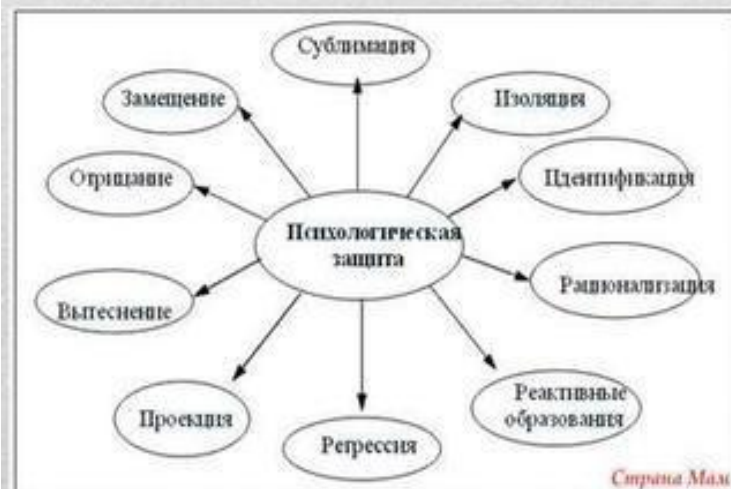 Сублимация
Замещение
Изоляция
Отрицание
Идентификация
Психологическая
защита
Рационализация
Вытеснение
Реактивные
образования
Проекция
Регрессия
Страна Мам